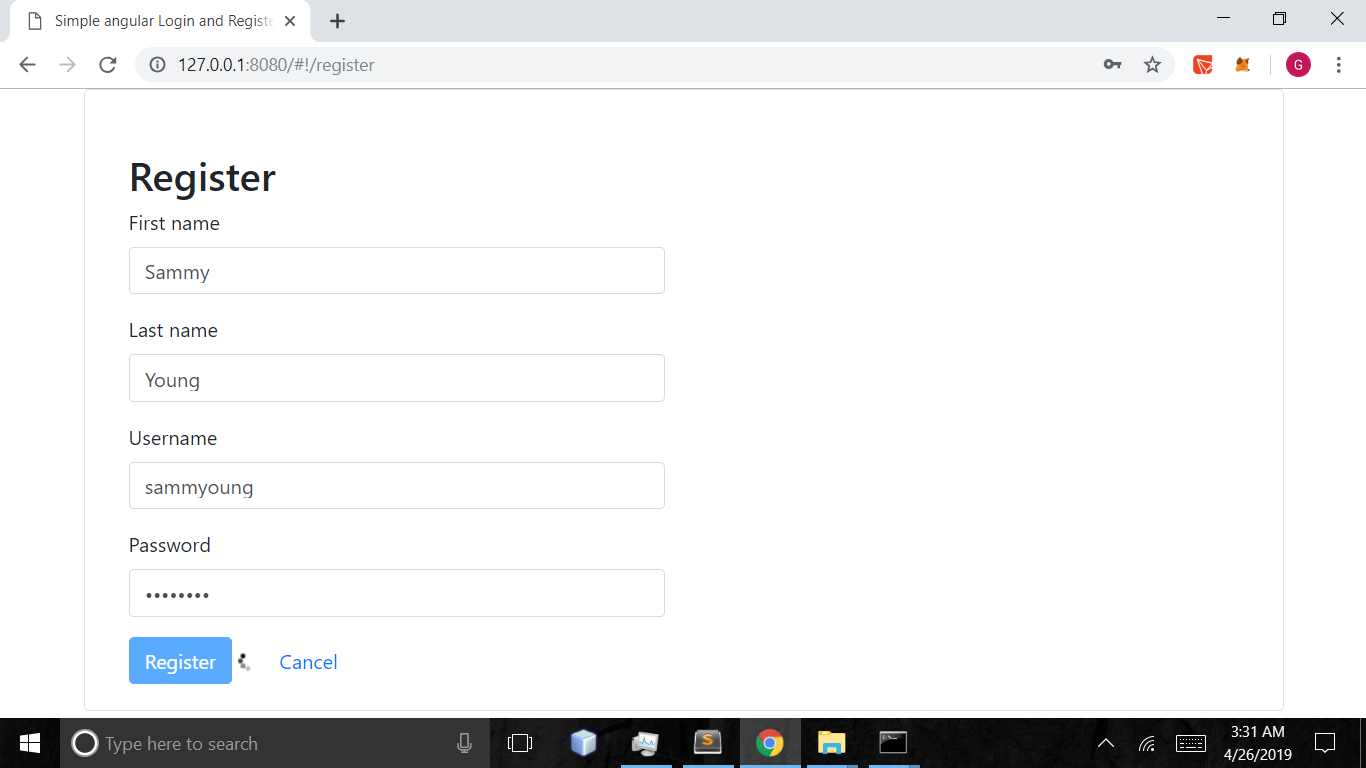 Simple angular Login and Registe
127.0.0.1:8080/#!/register
G
Register
First name
Sammy
Last name
Young
Username
sammyoung
Password
••••••••
Register
Cancel
Type here to search
S
3:31 AM
4/26/2019